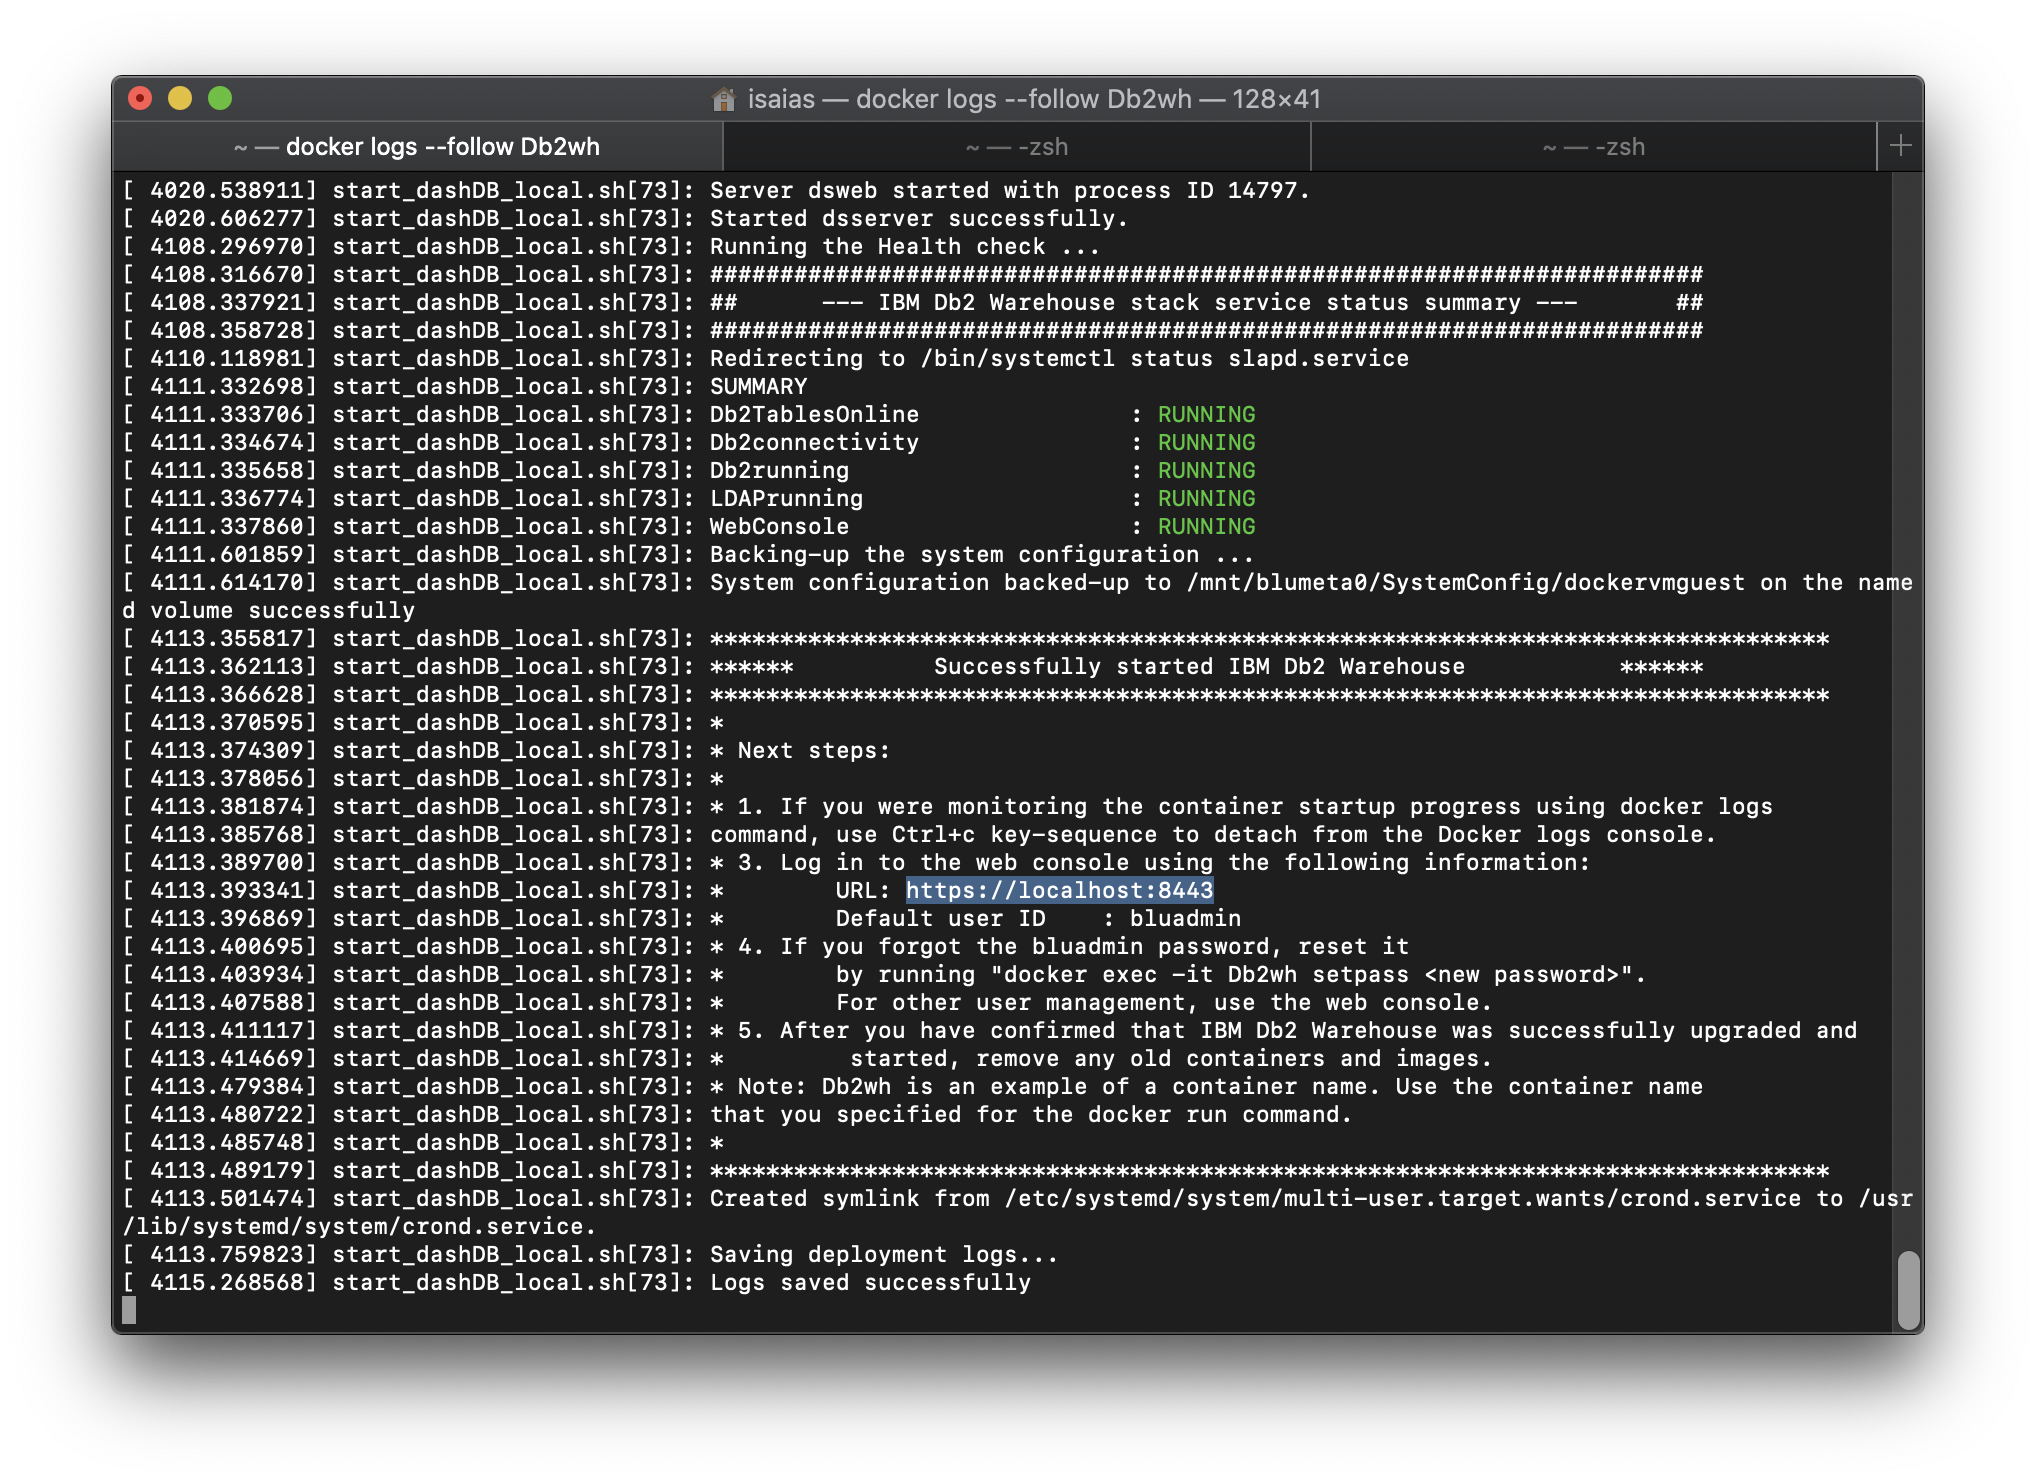 isaias — docker logs --follow Db2wh — 128×41
~ — docker logs --follow Db2wh
~ — -zsh
~ — -zsh
[ 4020.538911] start_dashDB_local.sh[73]: Server dsweb started with process ID 14797.
[ 4020.606277] start_dashDB_local.sh[73]: Started dsserver successfully.
[ 4108.296970] start_dashDB_local.sh[73]: Running the Health check ...
[ 4108.316670] start_dashDB_local.sh[73]: #######################################################################
[ 4108.337921] start_dashDB_local.sh[73]: ##      --- IBM Db2 Warehouse stack service status summary ---       ##
[ 4108.358728] start_dashDB_local.sh[73]: #######################################################################
[ 4110.118981] start_dashDB_local.sh[73]: Redirecting to /bin/systemctl status slapd.service
[ 4111.332698] start_dashDB_local.sh[73]: SUMMARY
[ 4111.333706] start_dashDB_local.sh[73]: Db2TablesOnline               : RUNNING
[ 4111.334674] start_dashDB_local.sh[73]: Db2connectivity               : RUNNING
[ 4111.335658] start_dashDB_local.sh[73]: Db2running                    : RUNNING
[ 4111.336774] start_dashDB_local.sh[73]: LDAPrunning                   : RUNNING
[ 4111.337860] start_dashDB_local.sh[73]: WebConsole                    : RUNNING
[ 4111.601859] start_dashDB_local.sh[73]: Backing-up the system configuration ...
[ 4111.614170] start_dashDB_local.sh[73]: System configuration backed-up to /mnt/blumeta0/SystemConfig/dockervmguest on the name
d volume successfully
[ 4113.355817] start_dashDB_local.sh[73]: ********************************************************************************
[ 4113.362113] start_dashDB_local.sh[73]: ******          Successfully started IBM Db2 Warehouse           ******
[ 4113.366628] start_dashDB_local.sh[73]: ********************************************************************************
[ 4113.370595] start_dashDB_local.sh[73]: *
[ 4113.374309] start_dashDB_local.sh[73]: * Next steps:
[ 4113.378056] start_dashDB_local.sh[73]: *
[ 4113.381874] start_dashDB_local.sh[73]: * 1. If you were monitoring the container startup progress using docker logs
[ 4113.385768] start_dashDB_local.sh[73]: command, use Ctrl+c key-sequence to detach from the Docker logs console.
[ 4113.389700] start_dashDB_local.sh[73]: * 3. Log in to the web console using the following information:
[ 4113.393341] start_dashDB_local.sh[73]: *        URL: https://localhost:8443
[ 4113.396869] start_dashDB_local.sh[73]: *        Default user ID    : bluadmin
[ 4113.400695] start_dashDB_local.sh[73]: * 4. If you forgot the bluadmin password, reset it
[ 4113.403934] start_dashDB_local.sh[73]: *        by running "docker exec -it Db2wh setpass <new password>".
[ 4113.407588] start_dashDB_local.sh[73]: *        For other user management, use the web console.
[ 4113.411117] start_dashDB_local.sh[73]: * 5. After you have confirmed that IBM Db2 Warehouse was successfully upgraded and
[ 4113.414669] start_dashDB_local.sh[73]: *         started, remove any old containers and images.
[ 4113.479384] start_dashDB_local.sh[73]: * Note: Db2wh is an example of a container name. Use the container name
[ 4113.480722] start_dashDB_local.sh[73]: that you specified for the docker run command.
[ 4113.485748] start_dashDB_local.sh[73]: *
[ 4113.489179] start_dashDB_local.sh[73]: ********************************************************************************
[ 4113.501474] start_dashDB_local.sh[73]: Created symlink from /etc/systemd/system/multi-user.target.wants/crond.service to /usr
/lib/systemd/system/crond.service.
[ 4113.759823] start_dashDB_local.sh[73]: Saving deployment logs...
[ 4115.268568] start_dashDB_local.sh[73]: Logs saved successfully